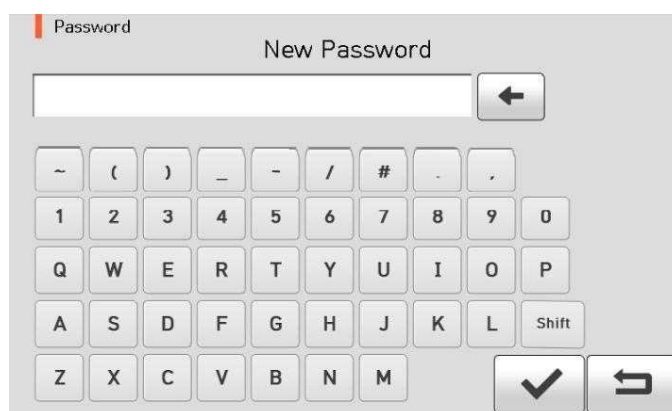 Password
New Password
~ ( ) _ - / # . ,
1 2 3 4 5 6 7 8 9 0
Q W E R T Y U I O P
A S D F G H J K L Shift
Z X C V B N M